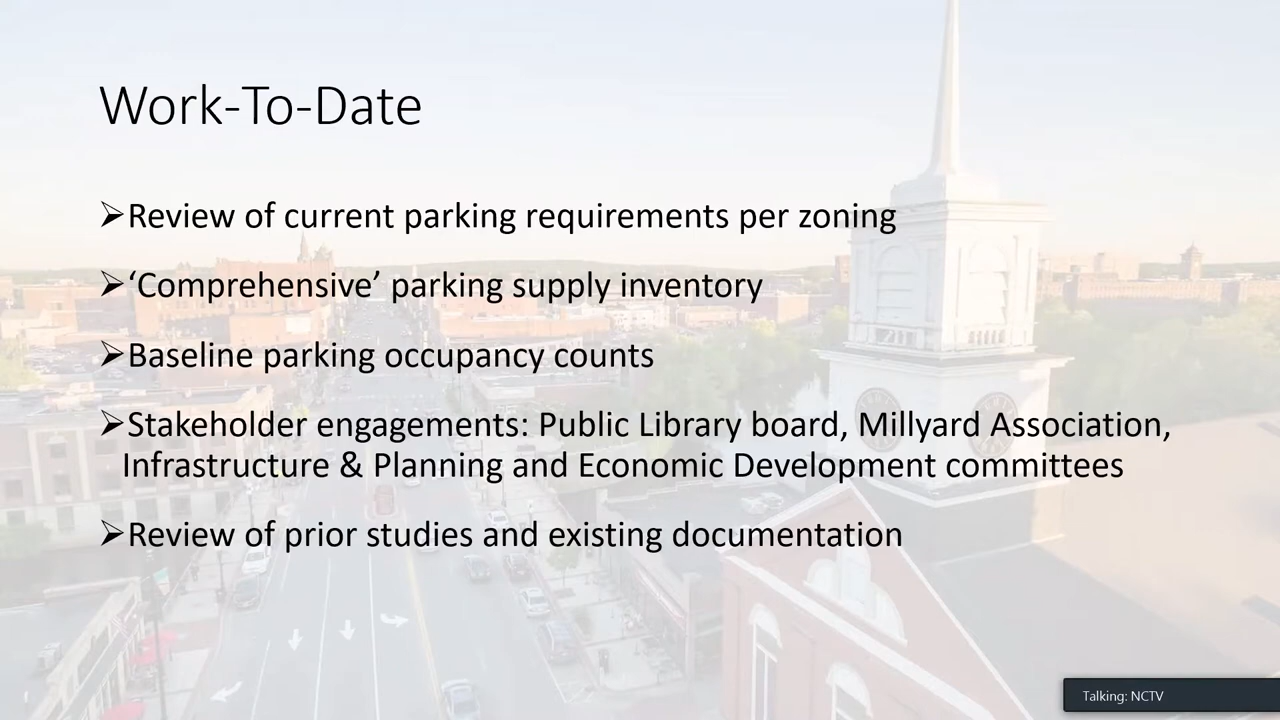 Work-To-Date
➢Review of current parking requirements per zoning
➢‘Comprehensive’ parking supply inventory
➢Baseline parking occupancy counts
➢Stakeholder engagements: Public Library board, Millyard Association,
Infrastructure & Planning and Economic Development committees
➢Review of prior studies and existing documentation
Talking: NCTV